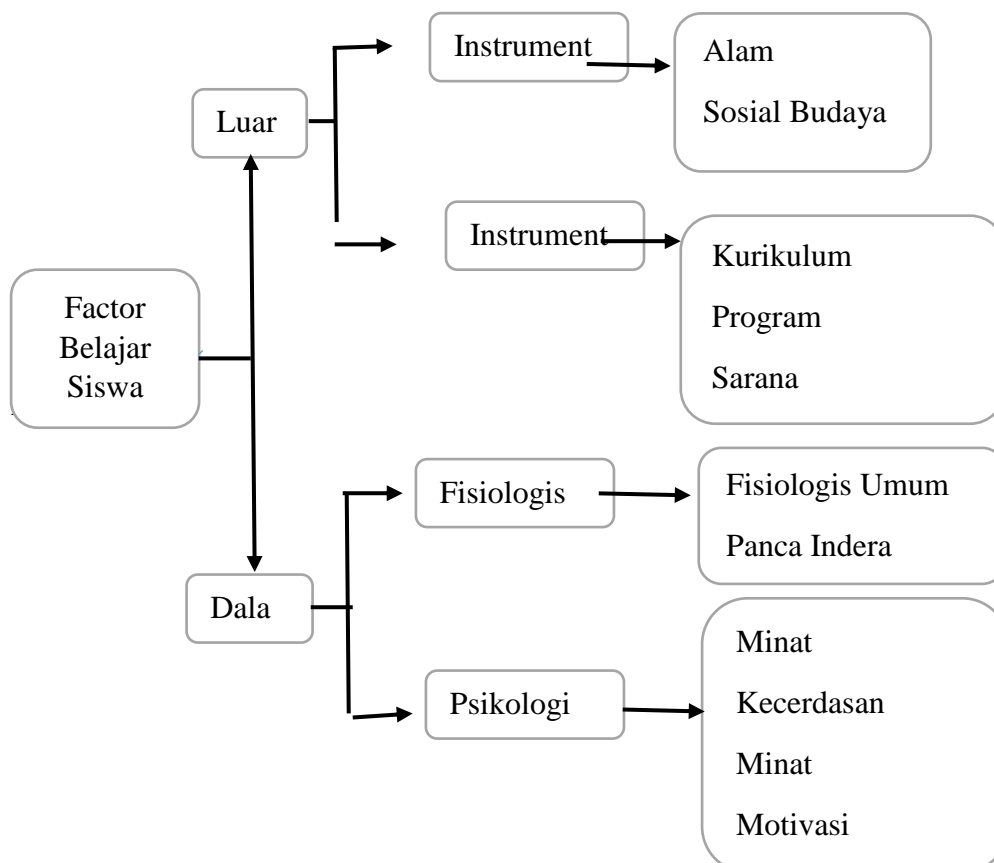 Instrument
Alam
Sosial Budaya
Luar
Instrument
Kurikulum
Program
Sarana
Factor
Belajar
Siswa
Fisiologis
Fisiologis Umum
Panca Indera
Dala
Psikologi
Minat
Kecerdasan
Minat
Motivasi